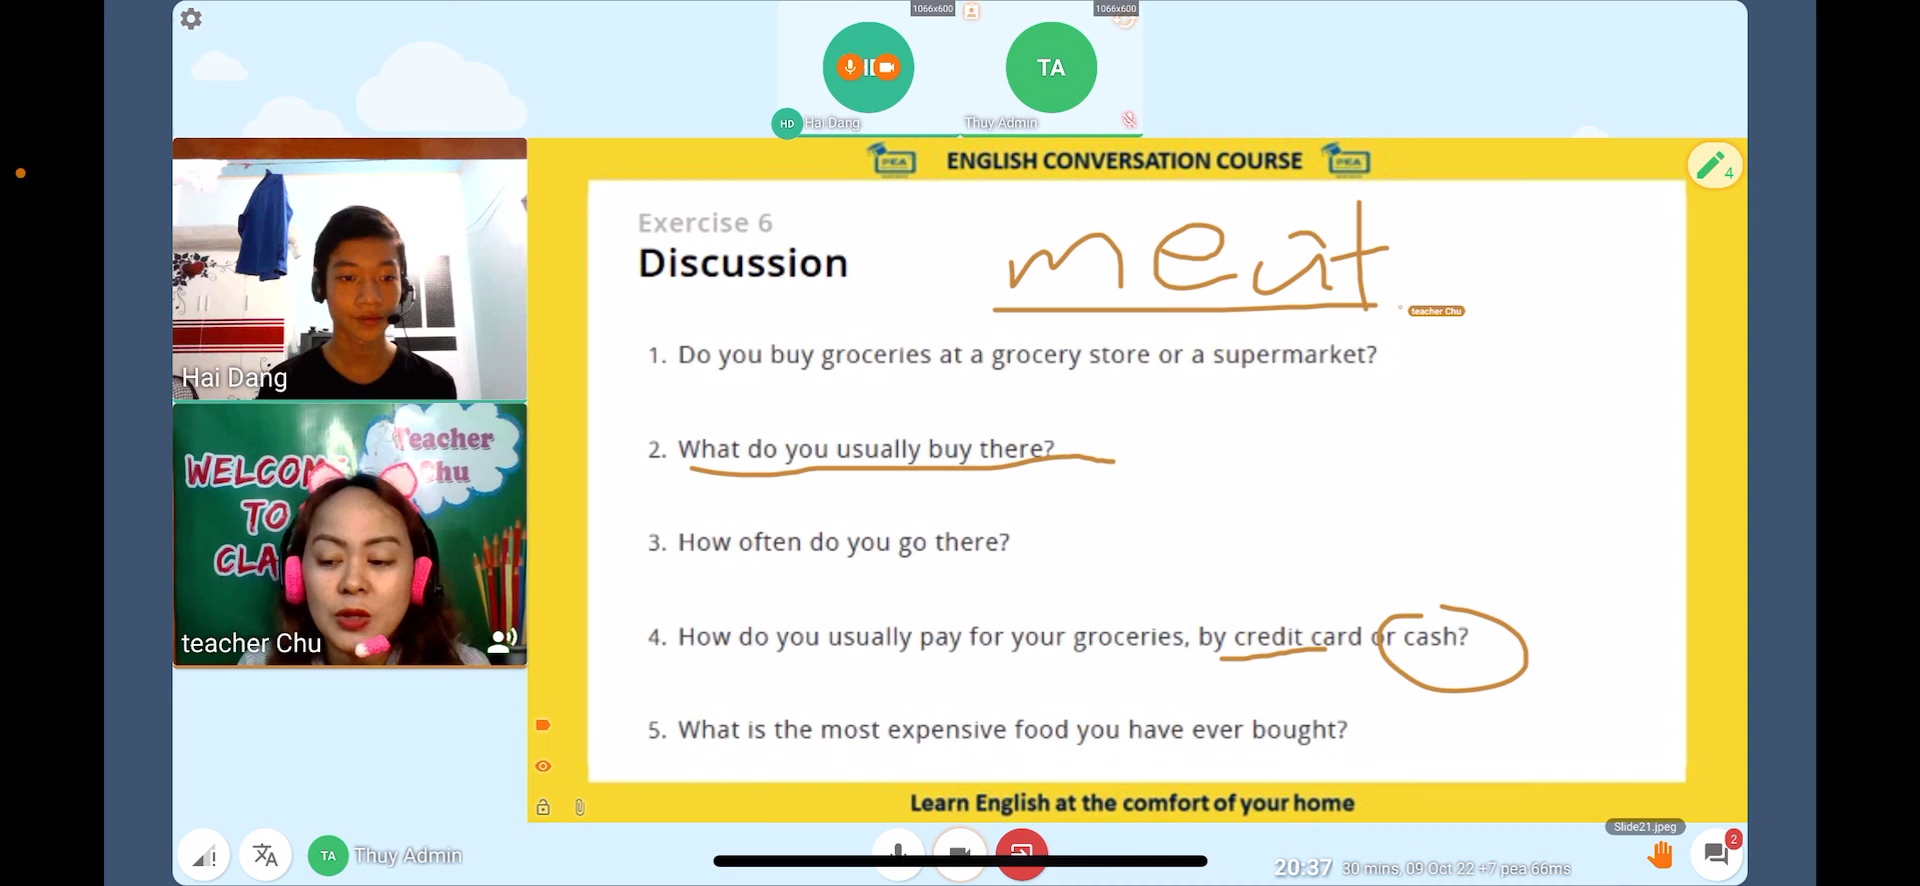 1066x600
1066x600
TA
HD Hai Dang
Thuy Admin
PEA ENGLISH CONVERSATION COURSE PEA
4
Exercise 6
Discussion
meat
teacher Chu
1. Do you buy groceries at a grocery store or a supermarket?
2. What do you usually buy there?
3. How often do you go there?
4. How do you usually pay for your groceries, by credit card or cash?
5. What is the most expensive food you have ever bought?
Learn English at the comfort of your home
Hai Dang
Teacher
Chu
WELCOM
TO
CLA
teacher Chu
Slide21.jpeg
TA Thuy Admin
20:37 30 mins, 09 Oct 22 +7 pea 66ms
2